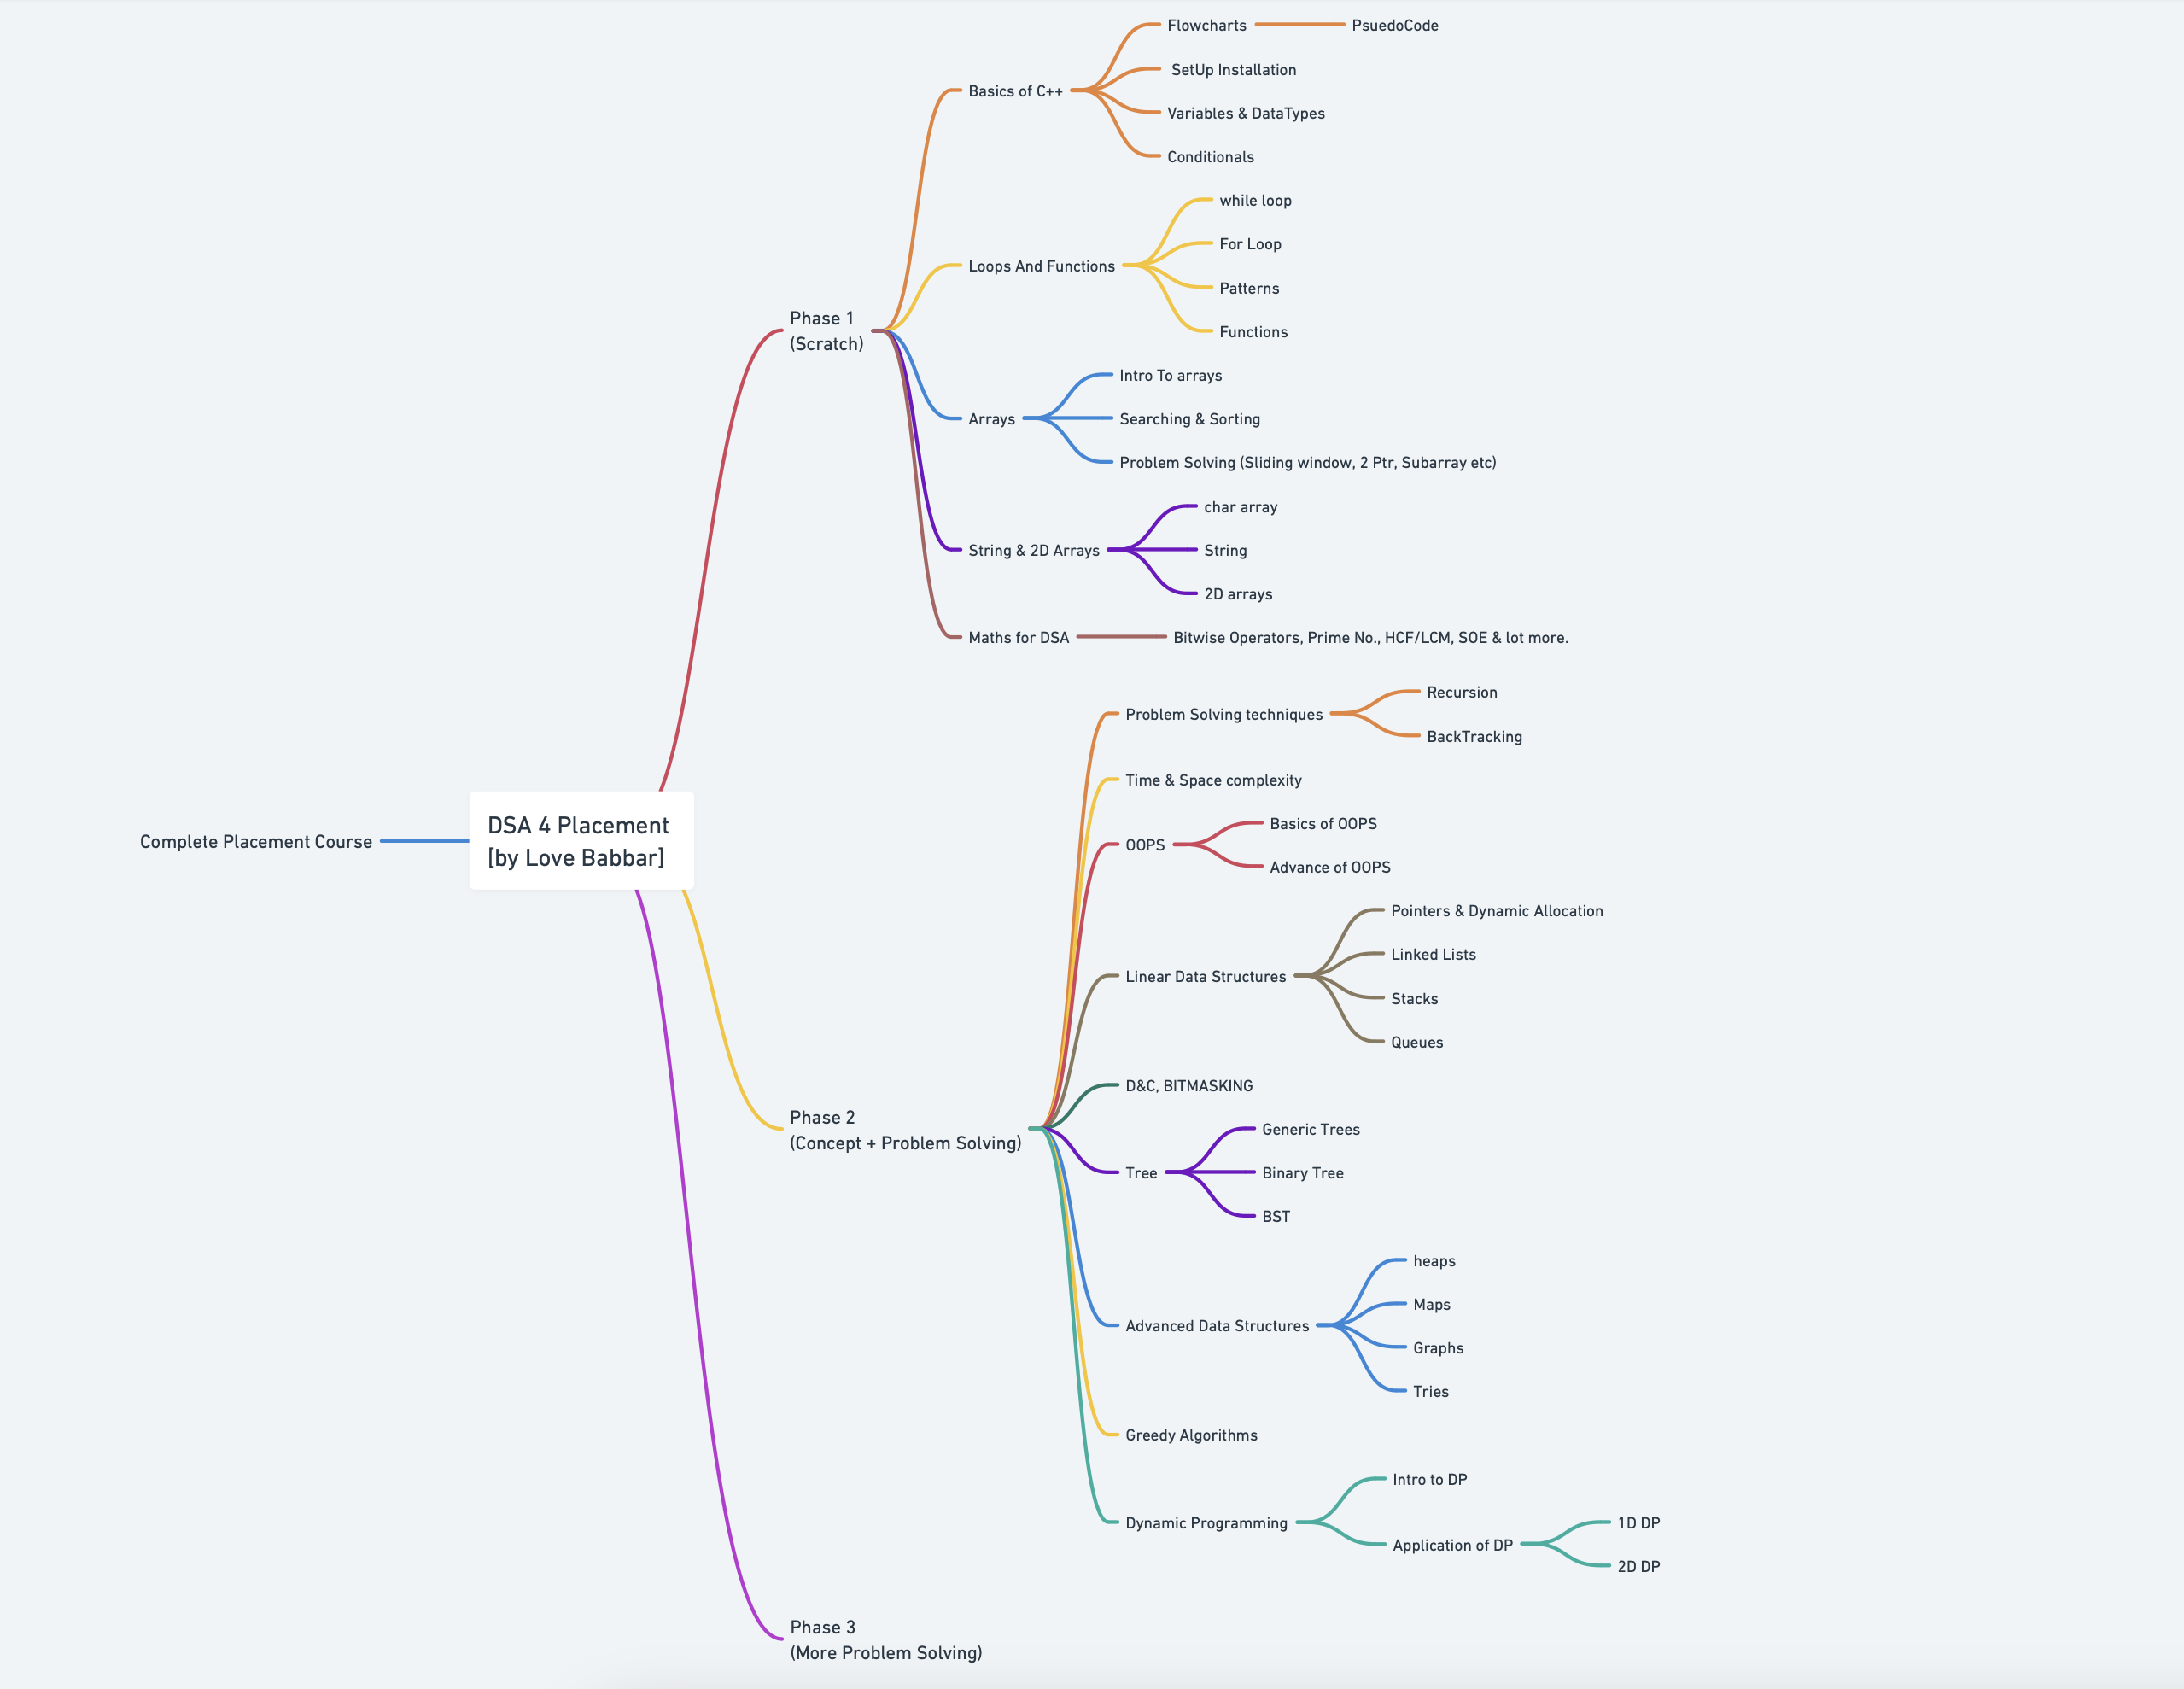 Flowcharts
PsuedoCode
SetUp Installation
Basics of C++
Variables & DataTypes
Conditionals
while loop
For Loop
Loops And Functions
Patterns
Functions
Phase 1
(Scratch)
Intro To arrays
Arrays
Searching & Sorting
Problem Solving (Sliding window, 2 Ptr, Subarray etc)
char array
String & 2D Arrays
String
2D arrays
Maths for DSA
Bitwise Operators, Prime No., HCF/LCM, SOE & lot more.
Complete Placement Course
DSA 4 Placement
[by Love Babbar]
Recursion
Problem Solving techniques
BackTracking
Time & Space complexity
Basics of OOPS
OOPS
Advance of OOPS
Pointers & Dynamic Allocation
Linked Lists
Linear Data Structures
Stacks
Queues
D&C, BITMASKING
Phase 2
(Concept + Problem Solving)
Generic Trees
Tree
Binary Tree
BST
heaps
Maps
Advanced Data Structures
Graphs
Tries
Greedy Algorithms
Intro to DP
Dynamic Programming
Application of DP
1D DP
2D DP
Phase 3
(More Problem Solving)